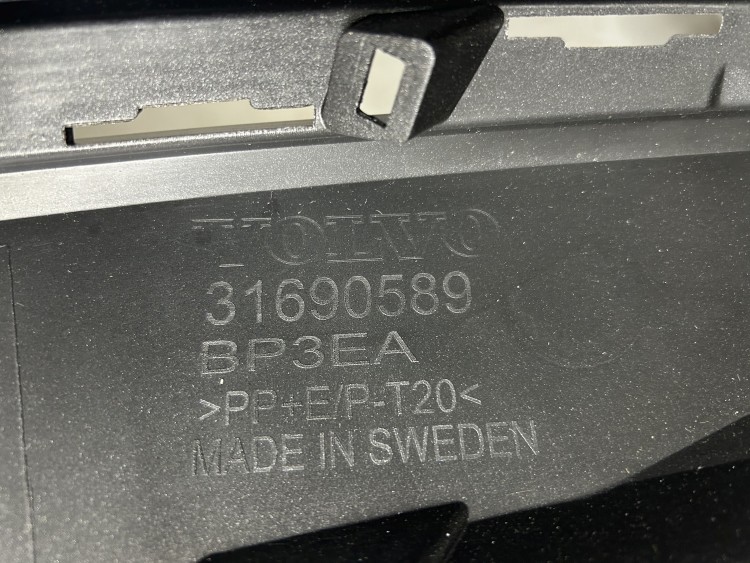 VOLVO
31690589
BP3EA
>PP+E/P-T20<
MADE IN SWEDEN